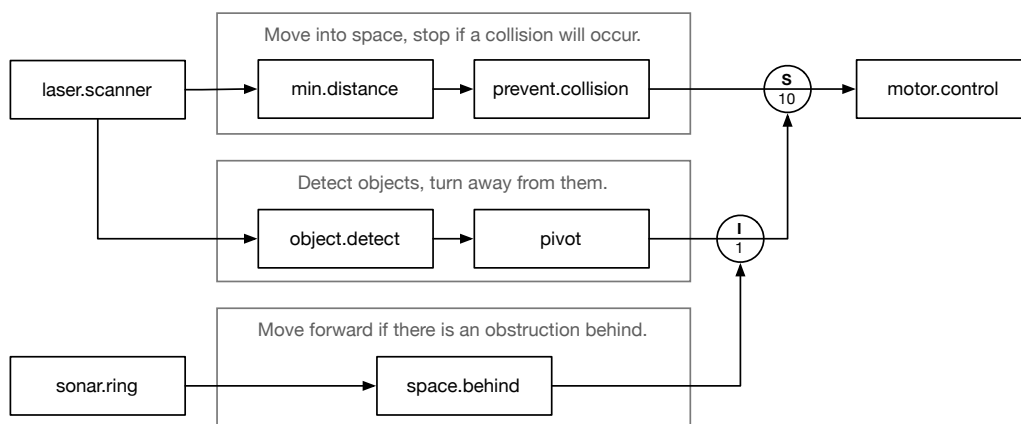 Move into space, stop if a collision will occur.
laser.scanner
min.distance
prevent.collision
S
10
motor.control
Detect objects, turn away from them.
object.detect
pivot
I
1
Move forward if there is an obstruction behind.
sonar.ring
space.behind